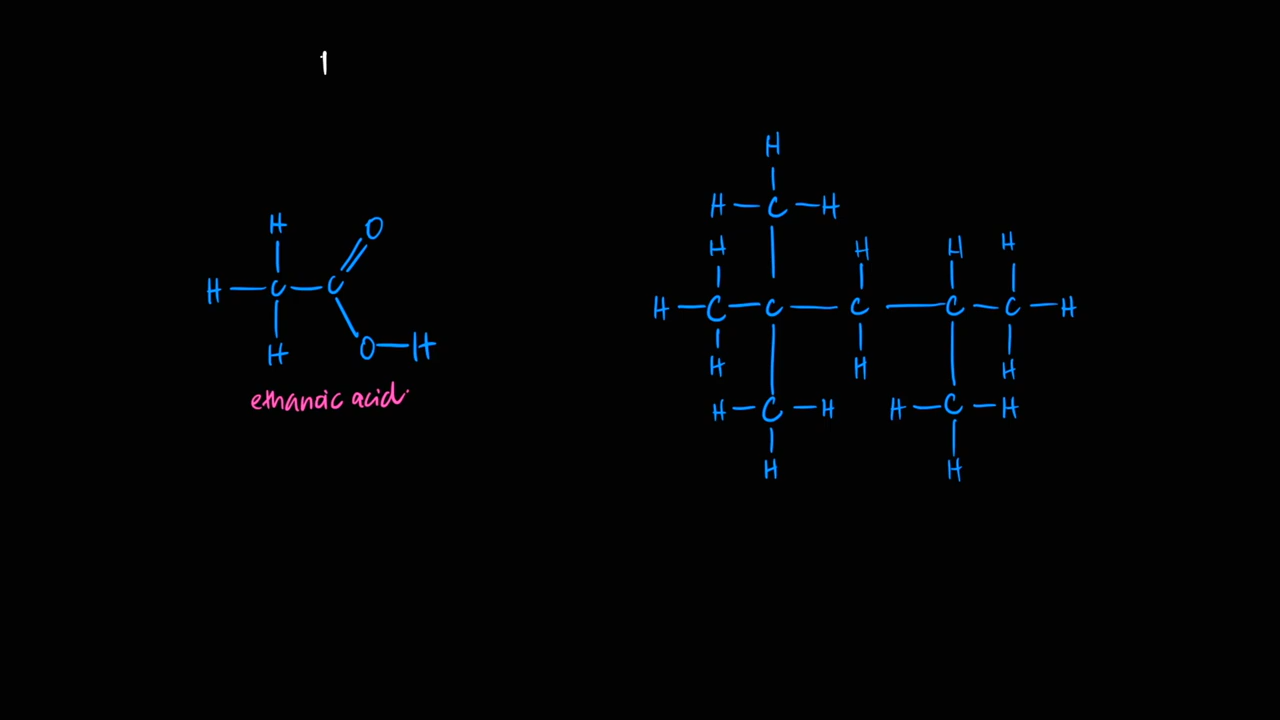 1
H
H
H — C — H
H
H
H
H
H
O
H — C — C
H — C — C — C — C — C — H
H
O — H
H
H
H
ethanoic acid.
H — C — H
H — C — H
H
H